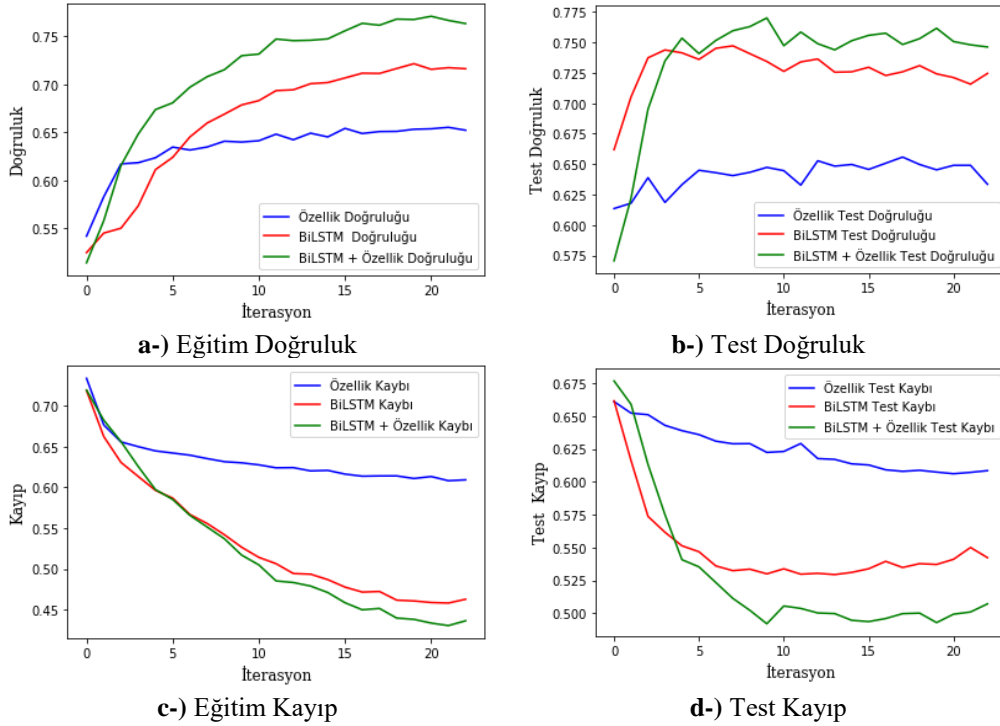 0.75
0.70
0.65
0.60
0.55
Doğruluk
Özellik Doğruluğu
BiLSTM  Doğruluğu
BiLSTM + Özellik Doğruluğu
0 5 10 15 20
İterasyon
a-) Eğitim Doğruluk
0.775
0.750
0.725
0.700
0.675
0.650
0.625
0.600
0.575
Test Doğruluk
Özellik Test Doğruluğu
BiLSTM Test Doğruluğu
BiLSTM + Özellik Test Doğruluğu
0 5 10 15 20
İterasyon
b-) Test Doğruluk
0.70
0.65
0.60
0.55
0.50
0.45
Kayıp
Özellik Kaybı
BiLSTM Kaybı
BiLSTM + Özellik Kaybı
0 5 10 15 20
İterasyon
c-) Eğitim Kayıp
0.675
0.650
0.625
0.600
0.575
0.550
0.525
0.500
Test  Kayıp
Özellik Test Kaybı
BiLSTM Test Kaybı
BiLSTM + Özellik Test Kaybı
0 5 10 15 20
İterasyon
d-) Test Kayıp